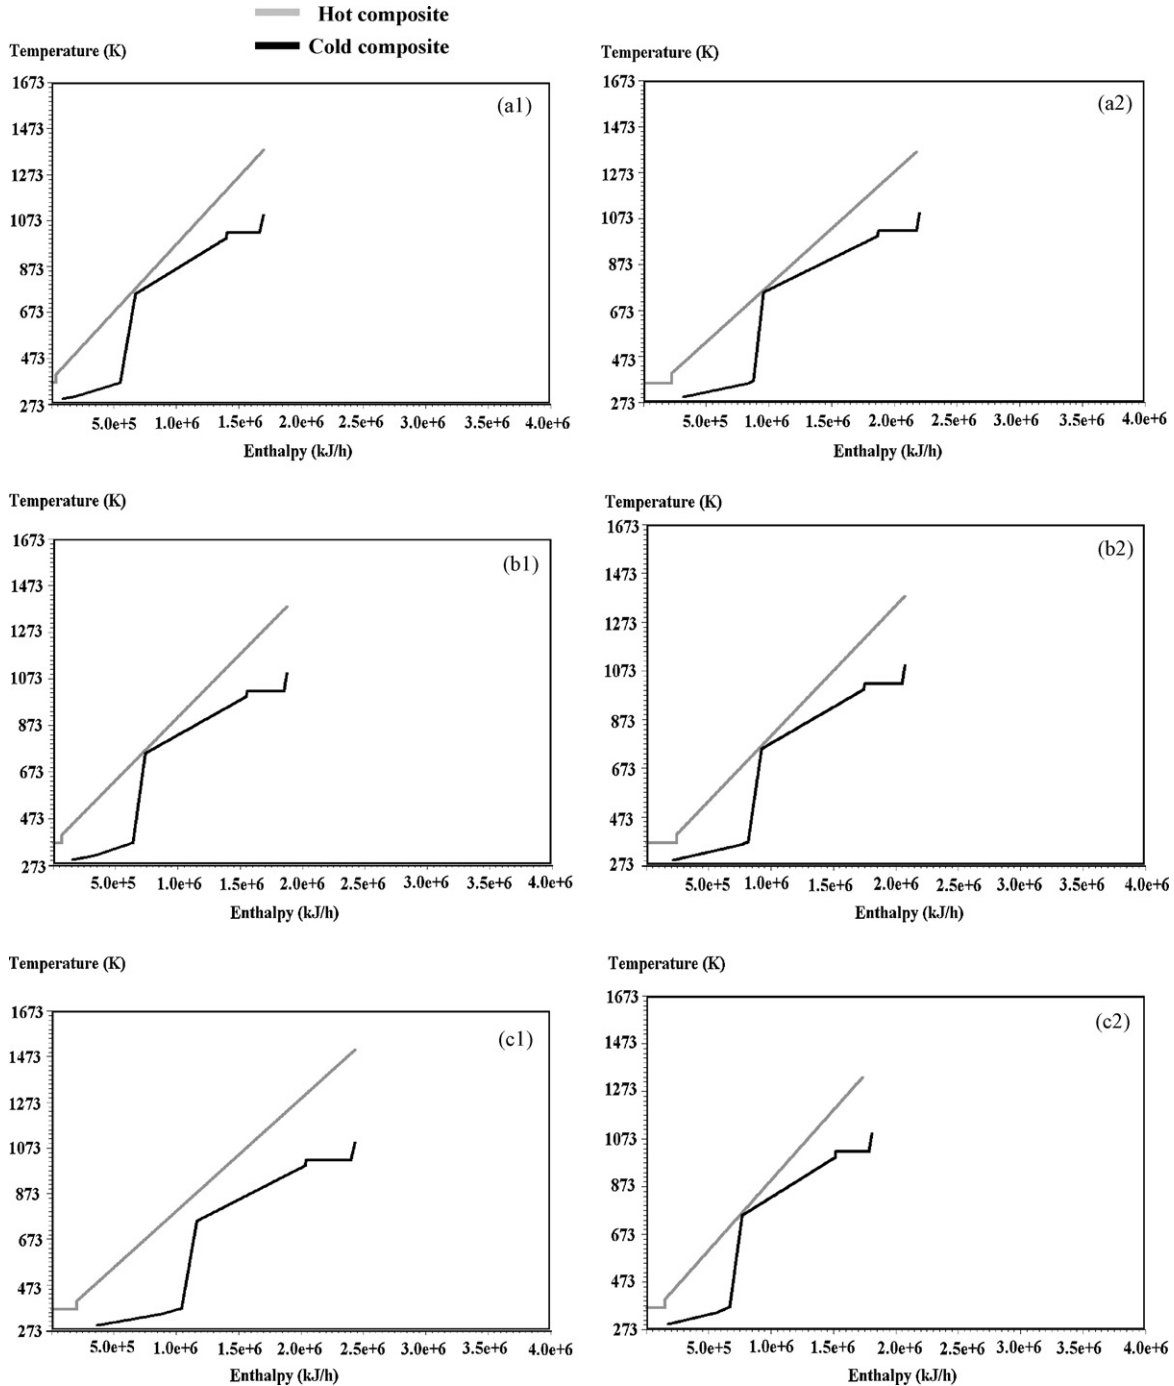 Hot composite
Cold composite
Temperature (K)
1673
1473
1273
1073
873
673
473
273
(a1)
5.0e+5 1.0e+6 1.5e+6 2.0e+6 2.5e+6 3.0e+6 3.5e+6 4.0e+6
Enthalpy (kJ/h)
Temperature (K)
1673
1473
1273
1073
873
673
473
273
(a2)
5.0e+5 1.0e+6 1.5e+6 2.0e+6 2.5e+6 3.0e+6 3.5e+6 4.0e+6
Enthalpy (kJ/h)
Temperature (K)
1673
1473
1273
1073
873
673
473
273
(b1)
5.0e+5 1.0e+6 1.5e+6 2.0e+6 2.5e+6 3.0e+6 3.5e+6 4.0e+6
Enthalpy (kJ/h)
Temperature (K)
1673
1473
1273
1073
873
673
473
273
(b2)
5.0e+5 1.0e+6 1.5e+6 2.0e+6 2.5e+6 3.0e+6 3.5e+6 4.0e+6
Enthalpy (kJ/h)
Temperature (K)
1673
1473
1273
1073
873
673
473
273
(c1)
5.0e+5 1.0e+6 1.5e+6 2.0e+6 2.5e+6 3.0e+6 3.5e+6 4.0e+6
Enthalpy (kJ/h)
Temperature (K)
1673
1473
1273
1073
873
673
473
273
(c2)
5.0e+5 1.0e+6 1.5e+6 2.0e+6 2.5e+6 3.0e+6 3.5e+6 4.0e+6
Enthalpy (kJ/h)